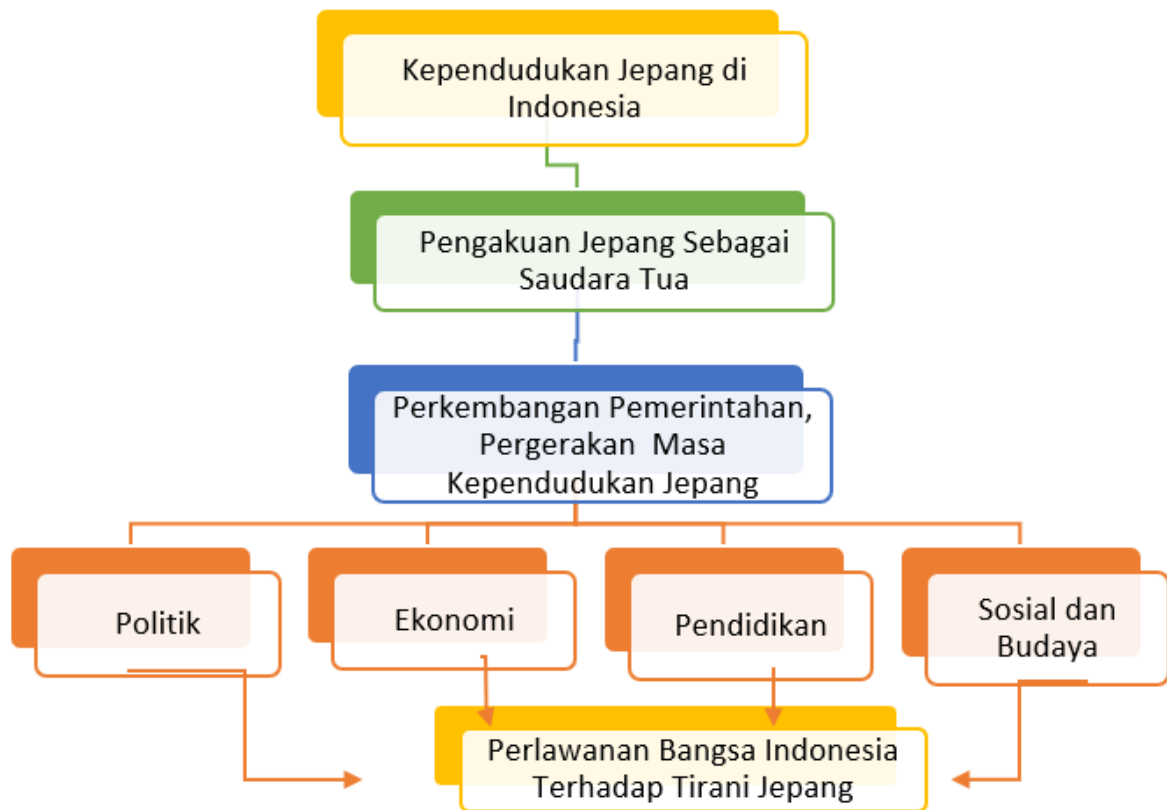 Kependudukan Jepang di
Indonesia
Pengakuan Jepang Sebagai
Saudara Tua
Perkembangan Pemerintahan,
Pergerakan Masa
Kependudukan Jepang
Politik
Ekonomi
Pendidikan
Sosial dan
Budaya
Perlawanan Bangsa Indonesia
Terhadap Tirani Jepang